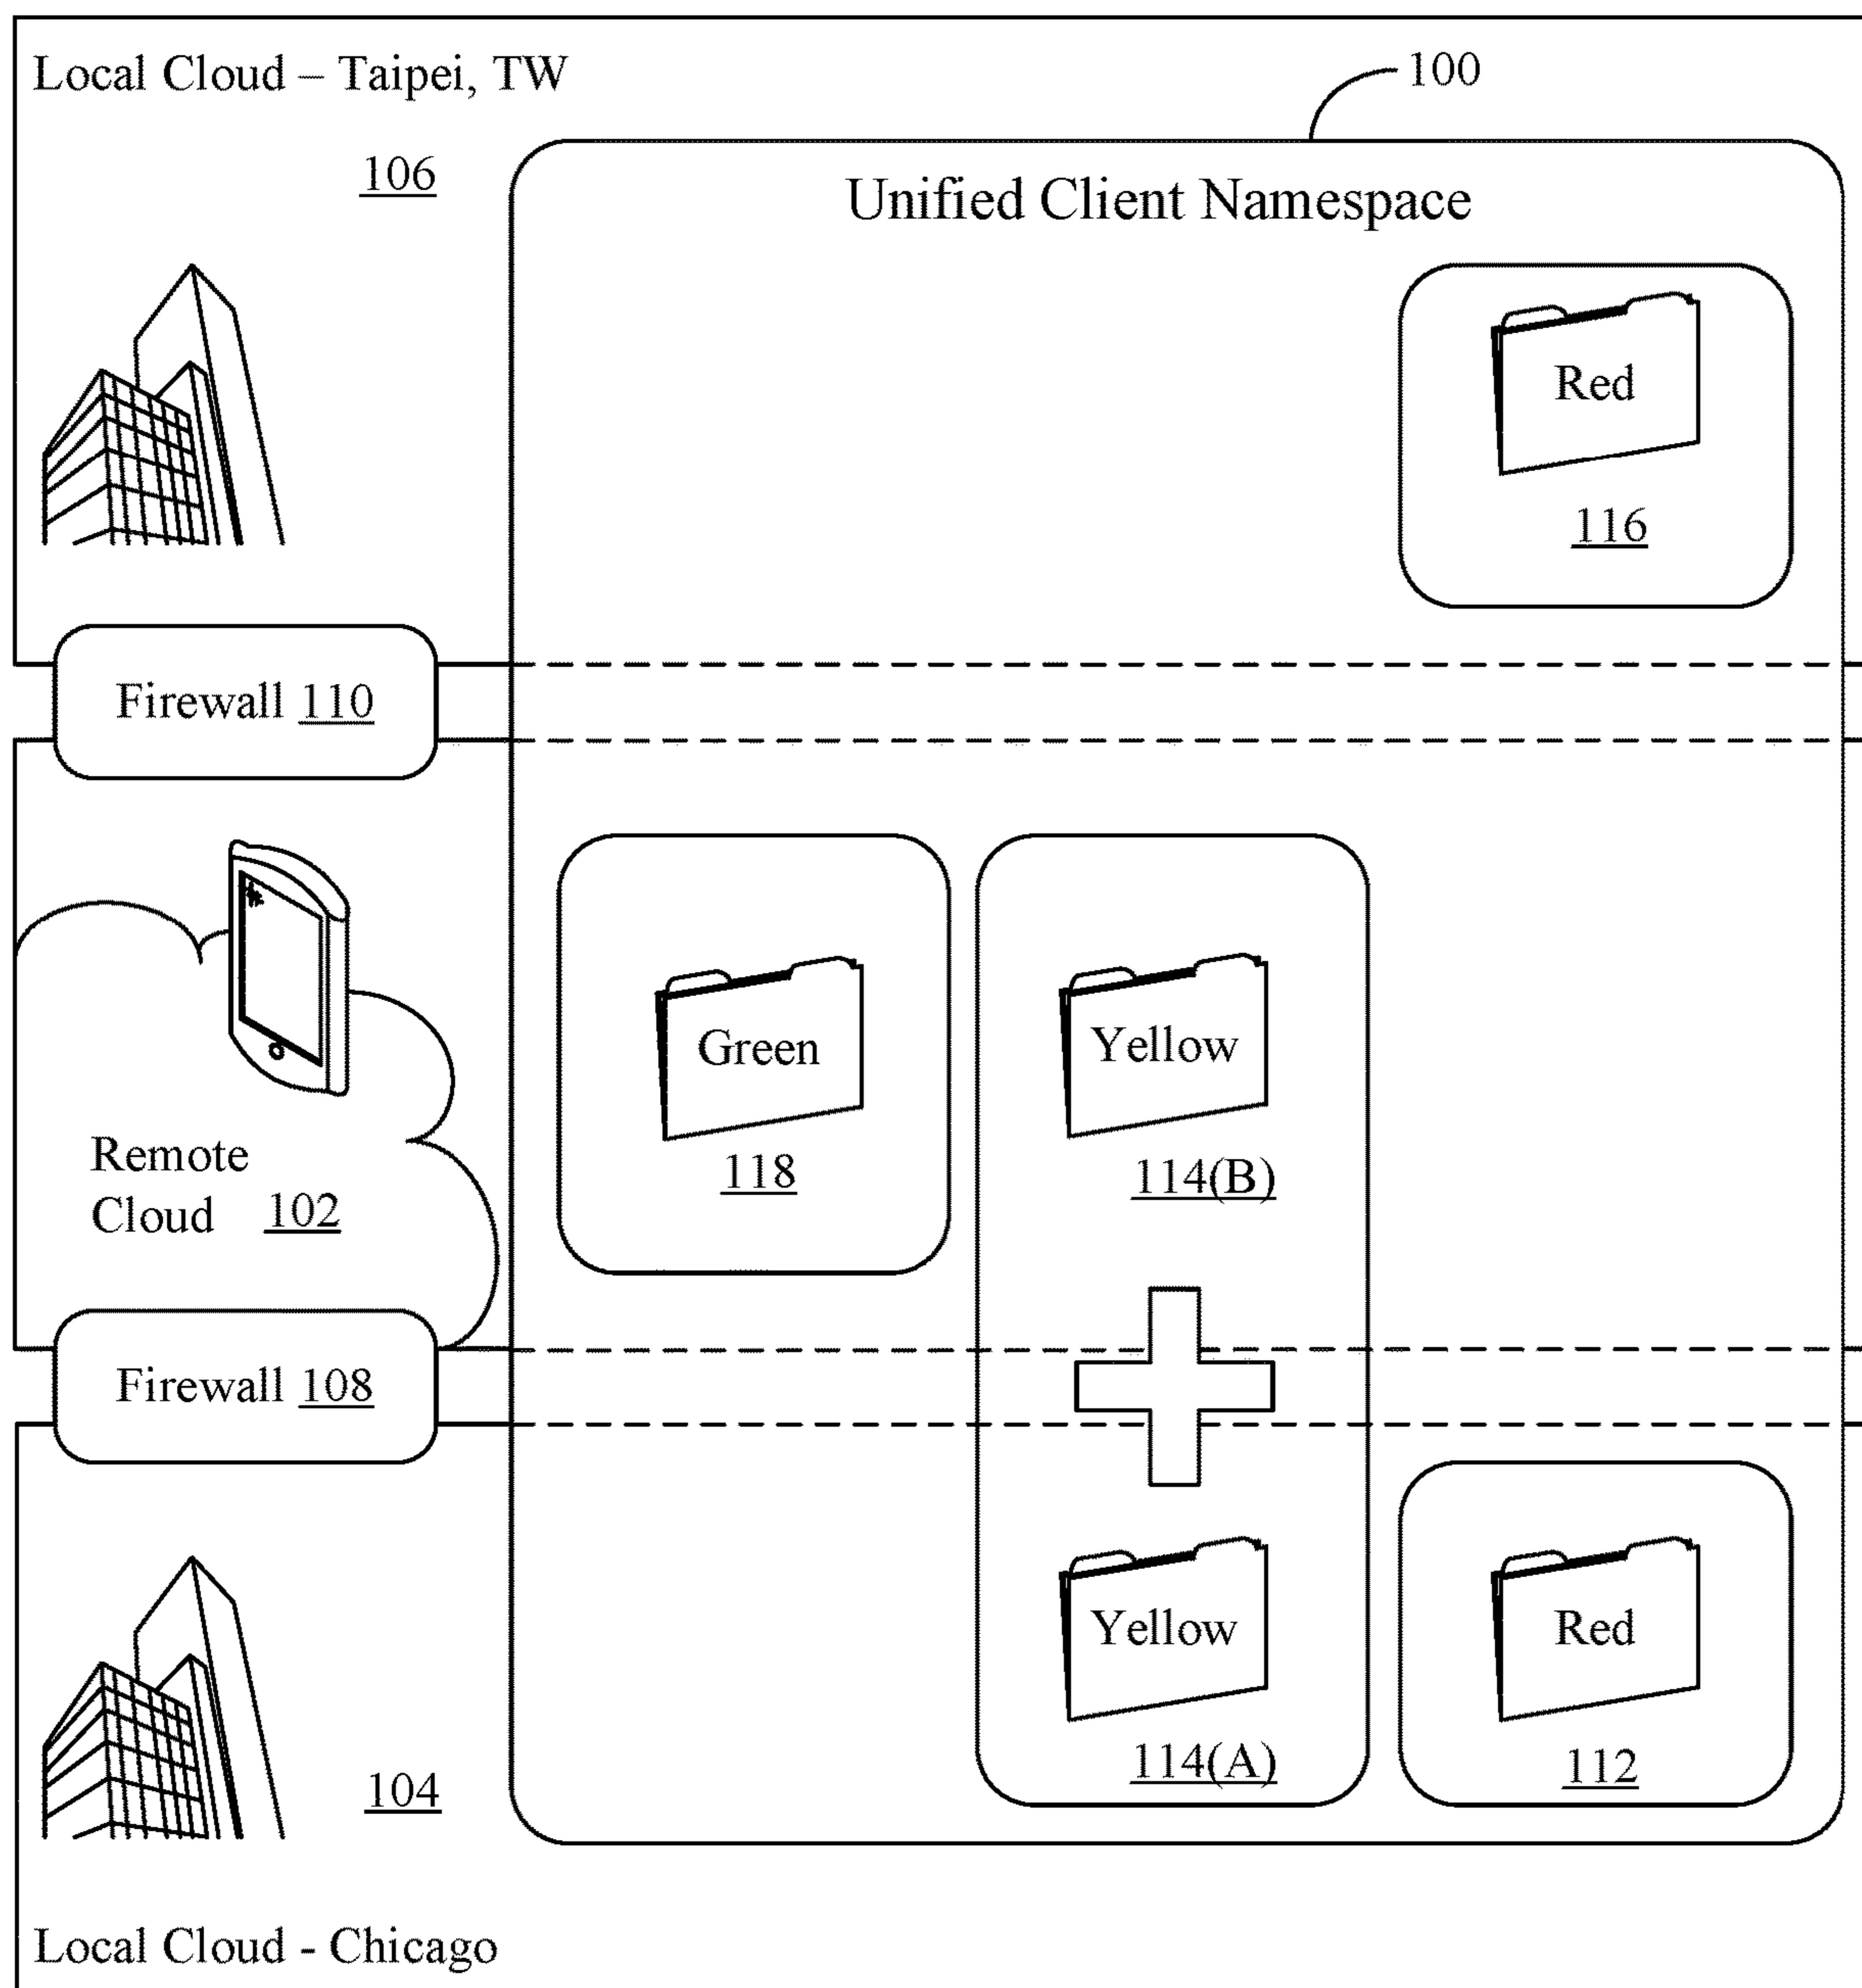 Local Cloud – Taipei, TW
100
106
Unified Client Namespace
Red
116
Firewall 110
Green
118
Yellow
114(B)
Remote
Cloud 102
Firewall 108
Yellow
114(A)
Red
112
104
Local Cloud - Chicago